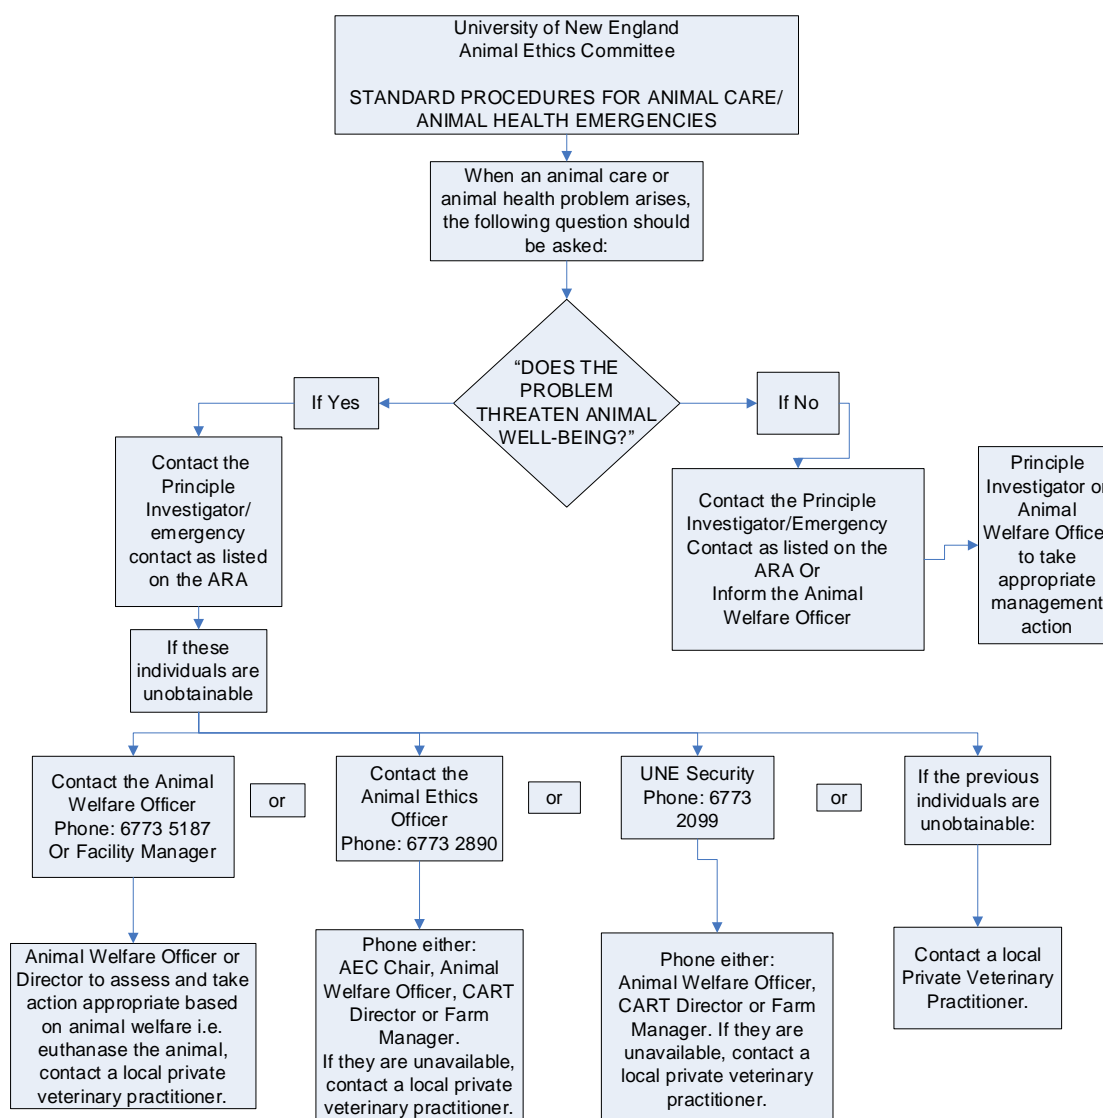 University of New England
Animal Ethics Committee
STANDARD PROCEDURES FOR ANIMAL CARE/
ANIMAL HEALTH EMERGENCIES
When an animal care or
animal health problem arises,
the following question should
be asked:
“DOES THE
PROBLEM
THREATEN ANIMAL
WELL-BEING?”
If Yes
If No
Contact the
Principle
Investigator/
emergency
contact as listed
on the ARA
Contact the Principle
Investigator/Emergency
Contact as listed on the
ARA Or
Inform the Animal
Welfare Officer
Principle
Investigator or
Animal
Welfare Office
to take
appropriate
management
action
If these
individuals are
unobtainable
Contact the Animal
Welfare Officer
Phone: 6773 5187
Or Facility Manager
or
Contact the
Animal Ethics
Officer
Phone: 6773 2890
or
UNE Security
Phone: 6773
2099
or
If the previous
individuals are
unobtainable:
Animal Welfare Officer or
Director to assess and take
action appropriate based
on animal welfare i.e.
euthanase the animal,
contact a local private
veterinary practitioner.
Phone either:
AEC Chair, Animal
Welfare Officer, CART
Director or Farm
Manager.
If they are unavailable,
contact a local private
veterinary practitioner.
Phone either:
Animal Welfare Officer,
CART Director or Farm
Manager. If they are
unavailable, contact a
local private veterinary
practitioner.
Contact a local
Private Veterinary
Practitioner.